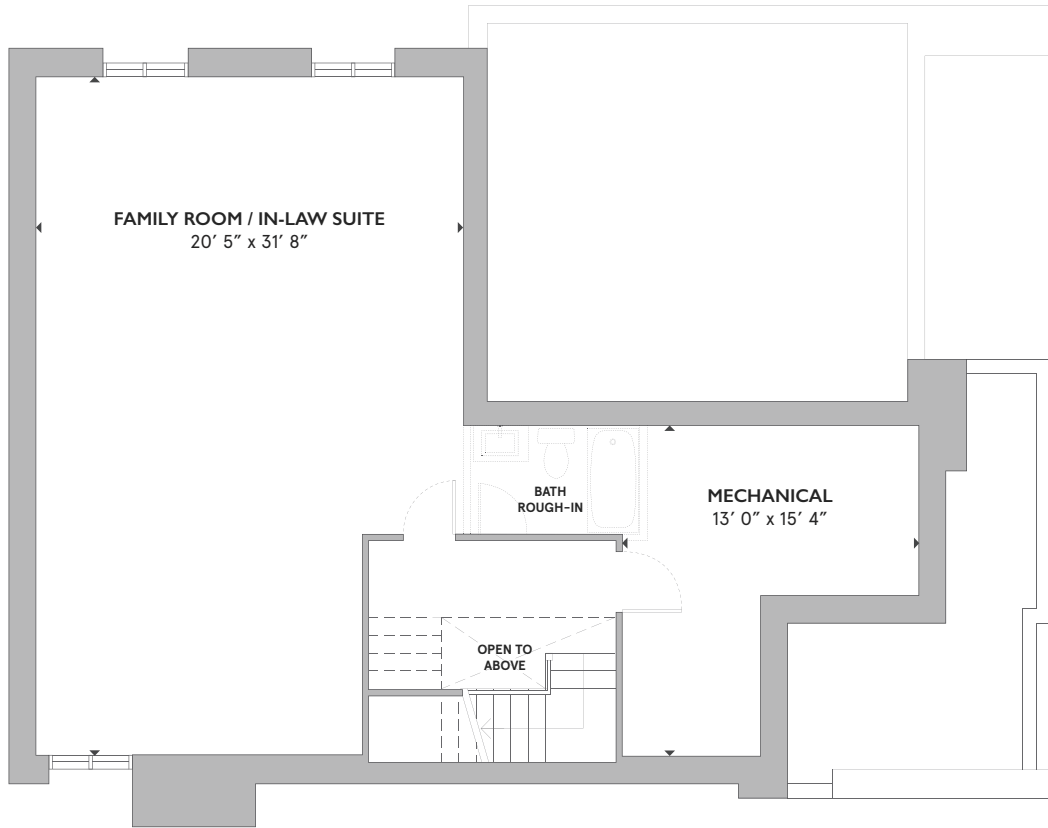 FAMILY ROOM / IN-LAW SUITE
20′ 5″ x 31′ 8″
BATH
ROUGH-IN
MECHANICAL
13′ 0″ x 15′ 4″
OPEN TO
ABOVE